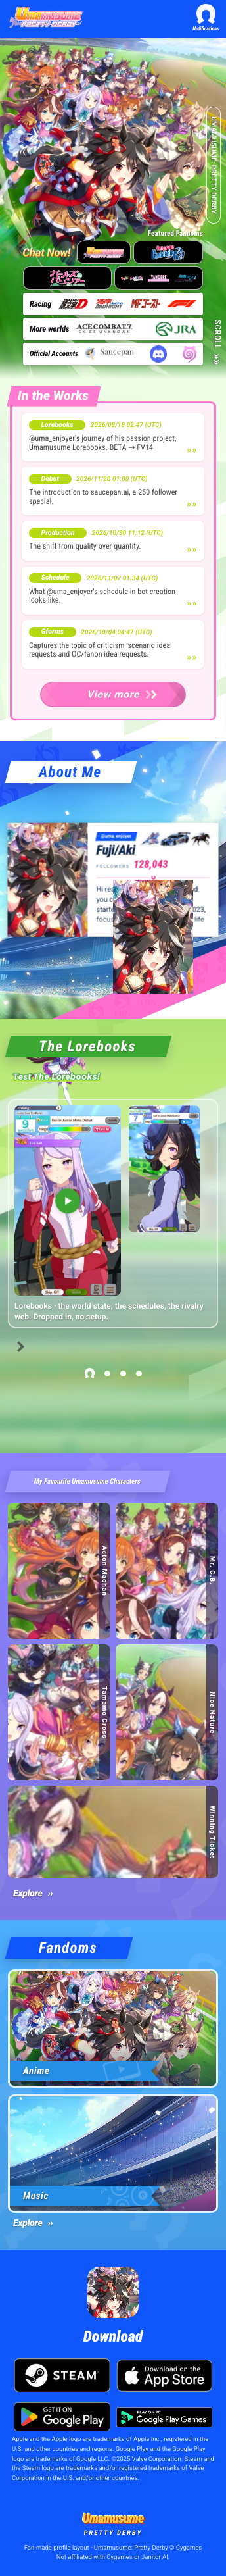 Umamusume
PRETTY DERBY
Notifications
UMAMUSUME: PRETTY DERBY
Featured Fandoms
Chat Now!
Racing
More worlds
ACE COMBAT 7
SKIES UNKNOWN
JRA
Official Accounts
Saucepan
SCROLL
In the Works
Lorebooks
2026/08/18 02:47 (UTC)
@uma_enjoyer's journey of his passion project,
Umamusume Lorebooks. BETA → FV14
Debut
2026/11/20 01:00 (UTC)
The introduction to saucepan.ai, a 250 follower
special.
Production
2026/10/30 11:12 (UTC)
The shift from quality over quantity.
Schedule
2026/11/07 01:34 (UTC)
What @uma_enjoyer's schedule in bot creation
looks like.
Gforms
2026/10/04 04:47 (UTC)
Captures the topic of criticism, scenario idea
requests and OC/fanon idea requests.
View more
About Me
@uma_enjoyer
Fuji/Aki
FOLLOWERS 128,043
The Lorebooks
Test The Lorebooks!
Lorebooks - the world state, the schedules, the rivalry
web. Dropped in, no setup.
My Favourite Umamusume Characters
Aston Machan
Mr. C.B.
Tamamo Cross
Nice Nature
Winning Ticket
Explore ››
Fandoms
Anime
Music
Explore ››
Download
STEAM
Download on the
App Store
GET IT ON
Google Play
PLAY ON PC
Google Play Games
Apple and the Apple logo are trademarks of Apple Inc., registered in the
U.S. and other countries and regions. Google Play and the Google Play
logo are trademarks of Google LLC. ©2025 Valve Corporation. Steam and
the Steam logo are trademarks and/or registered trademarks of Valve
Corporation in the U.S. and/or other countries.
Umamusume
PRETTY DERBY
Fan-made profile layout · Umamusume: Pretty Derby © Cygames
Not affiliated with Cygames or Janitor AI.